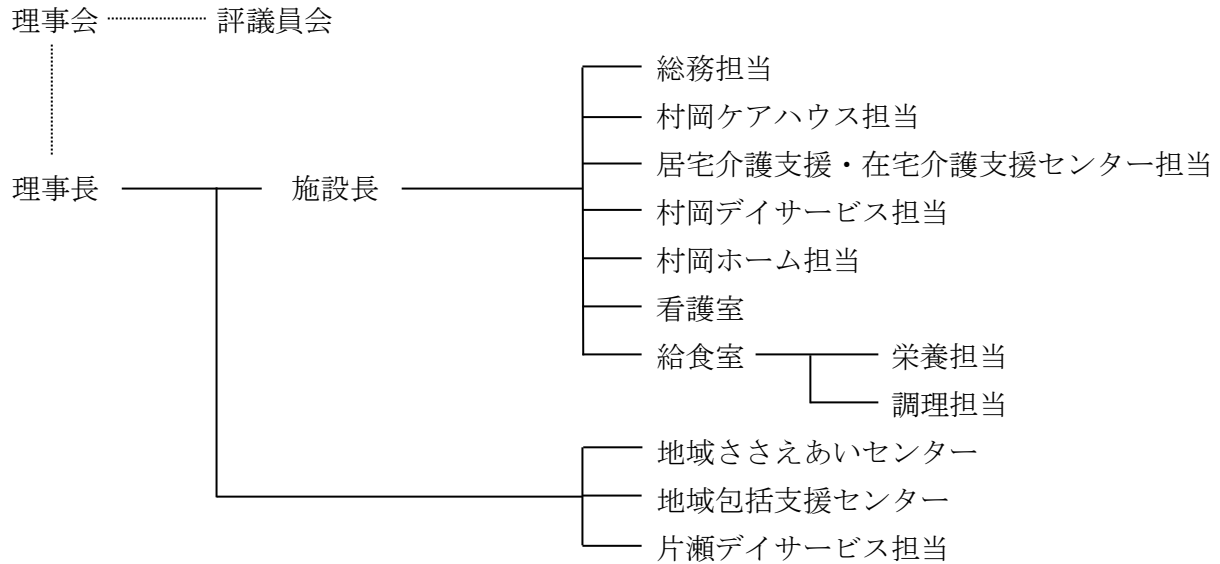 理事会 評議員会
総務担当
村岡ケアハウス担当
居宅介護支援・在宅介護支援センター担当
理事長 施設長
村岡デイサービス担当
村岡ホーム担当
看護室
給食室 栄養担当
調理担当
地域ささえあいセンター
地域包括支援センター
片瀬デイサービス担当